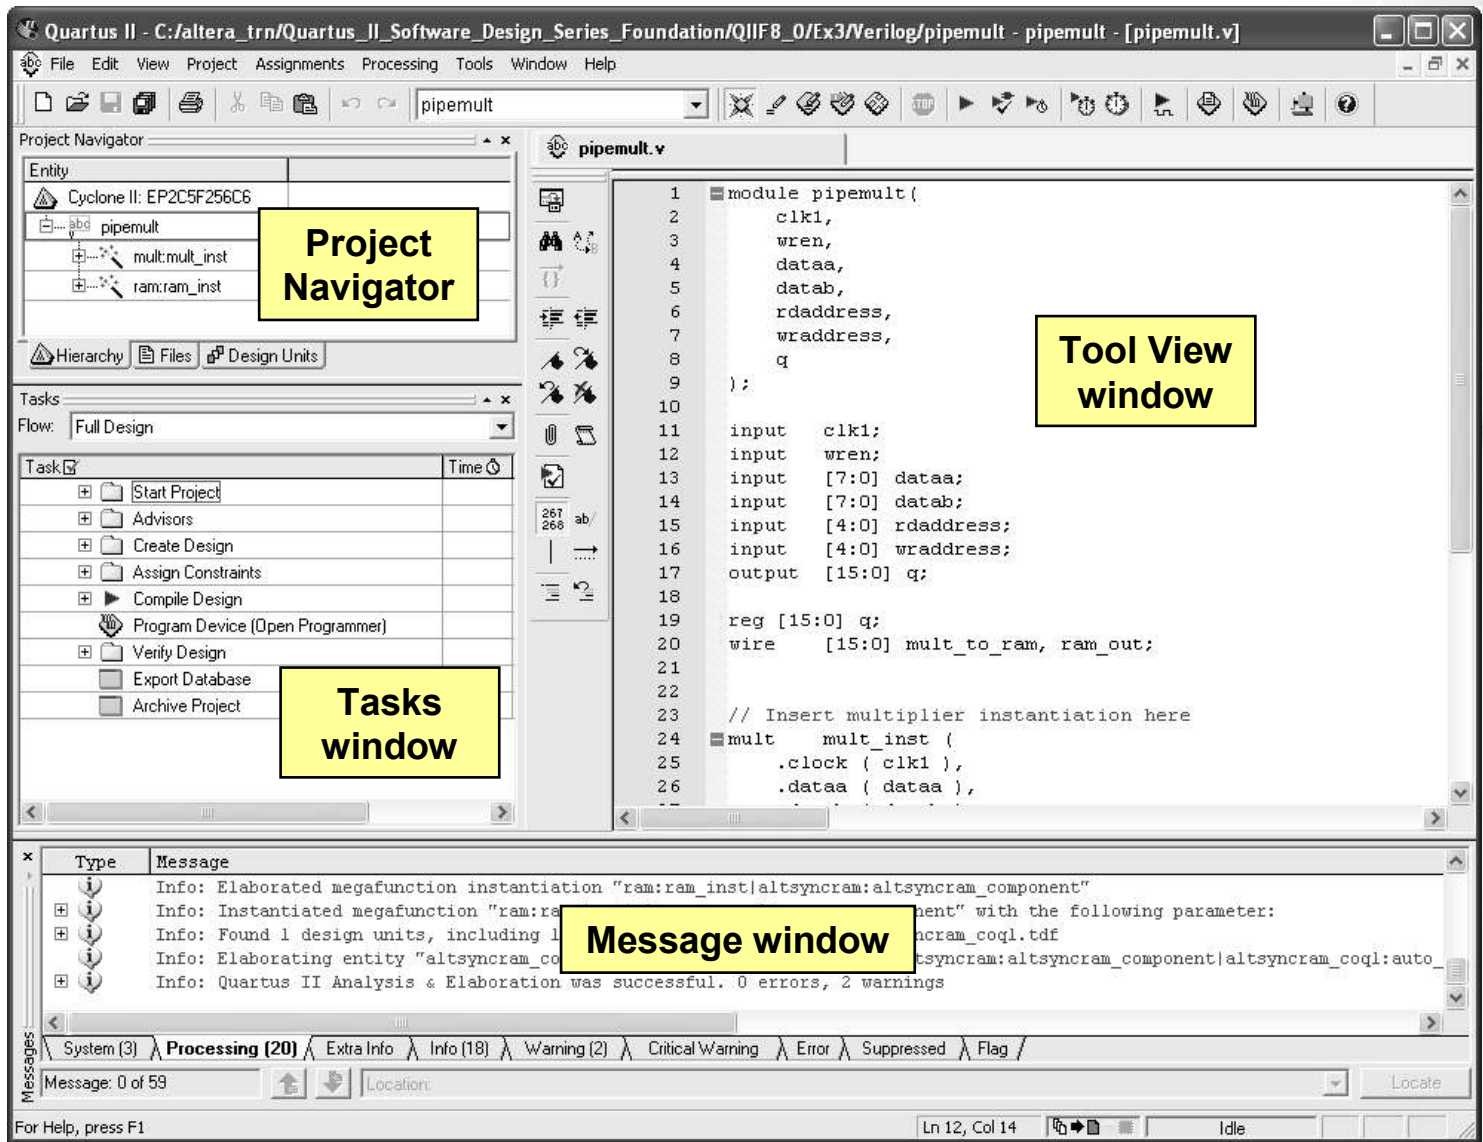 Quartus II - C:/altera_trn/Quartus_II_Software_Design_Series_Foundation/QIIF8_0/Ex3/Verilog/pipemult - pipemult - [pipemult.v]
File Edit View Project Assignments Processing Tools Window Help
pipemult
STOP
Project Navigator
Entity
Cyclone II: EP2C5F256C6
abc pipemult
mult:mult_inst
ram:ram_inst
Project
Navigator
Hierarchy Files Design Units
Tasks
Flow: Full Design
Task Time
Start Project
Advisors
Create Design
Assign Constraints
Compile Design
Program Device (Open Programmer)
Verify Design
Export Database
Archive Project
Tasks
window
abc pipemult.v
267
268 ab/
1 module pipemult(
2 clk1,
3 wren,
4 dataa,
5 datab,
6 rdaddress,
7 wraddress,
8 q
9 );
10
11 input clk1;
12 input wren;
13 input [7:0] dataa;
14 input [7:0] datab;
15 input [4:0] rdaddress;
16 input [4:0] wraddress;
17 output [15:0] q;
18
19 reg [15:0] q;
20 wire [15:0] mult_to_ram, ram_out;
21
22
23 // Insert multiplier instantiation here
24 mult mult_inst (
25 .clock ( clk1 ),
26 .dataa ( dataa ),
Tool View
window
Type Message
Info: Elaborated megafunction instantiation "ram:ram_inst|altsyncram:altsyncram_component"
Info: Instantiated megafunction "ram:ra nent" with the following parameter:
Info: Found 1 design units, including 1 ncram_coql.tdf
Info: Elaborating entity "altsyncram_co tsyncram:altsyncram_component|altsyncram_coql:auto_
Info: Quartus II Analysis & Elaboration was successful. 0 errors, 2 warnings
Message window
System (3) Processing (20) Extra Info Info (18) Warning (2) Critical Warning Error Suppressed Flag
Messages
Message: 0 of 59 Location: Locate
For Help, press F1 Ln 12, Col 14 Idle